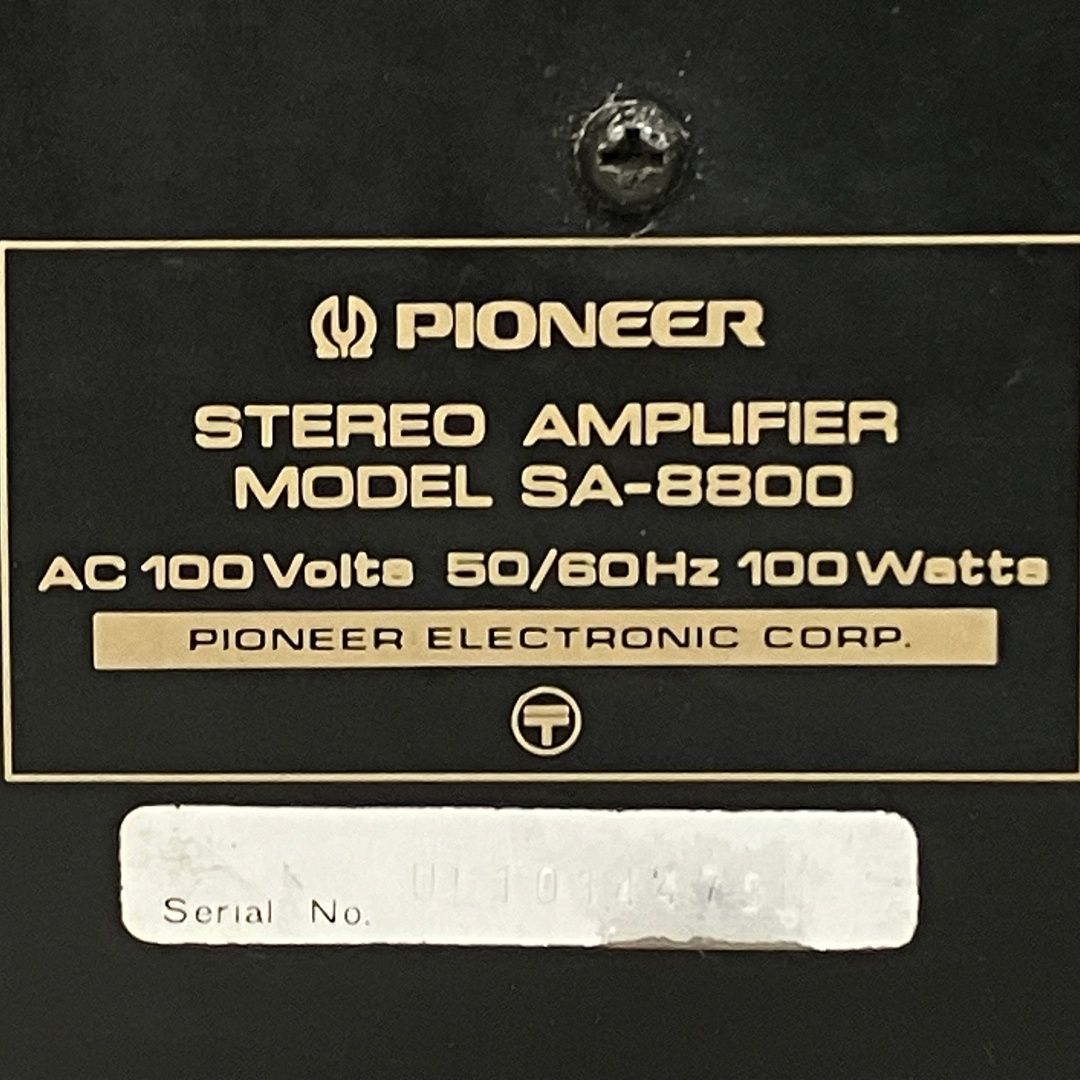 PIONEER
STEREO AMPLIFIER
MODEL SA-8800
AC 100 Volts 50/60Hz 100 Watts
PIONEER ELECTRONIC CORP.
Serial No.